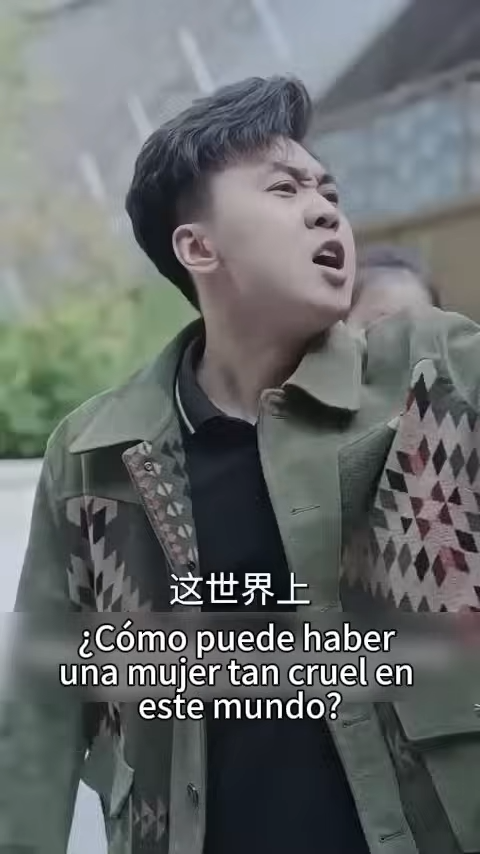 这世界上
¿Cómo puede haber
una mujer tan cruel en
este mundo?